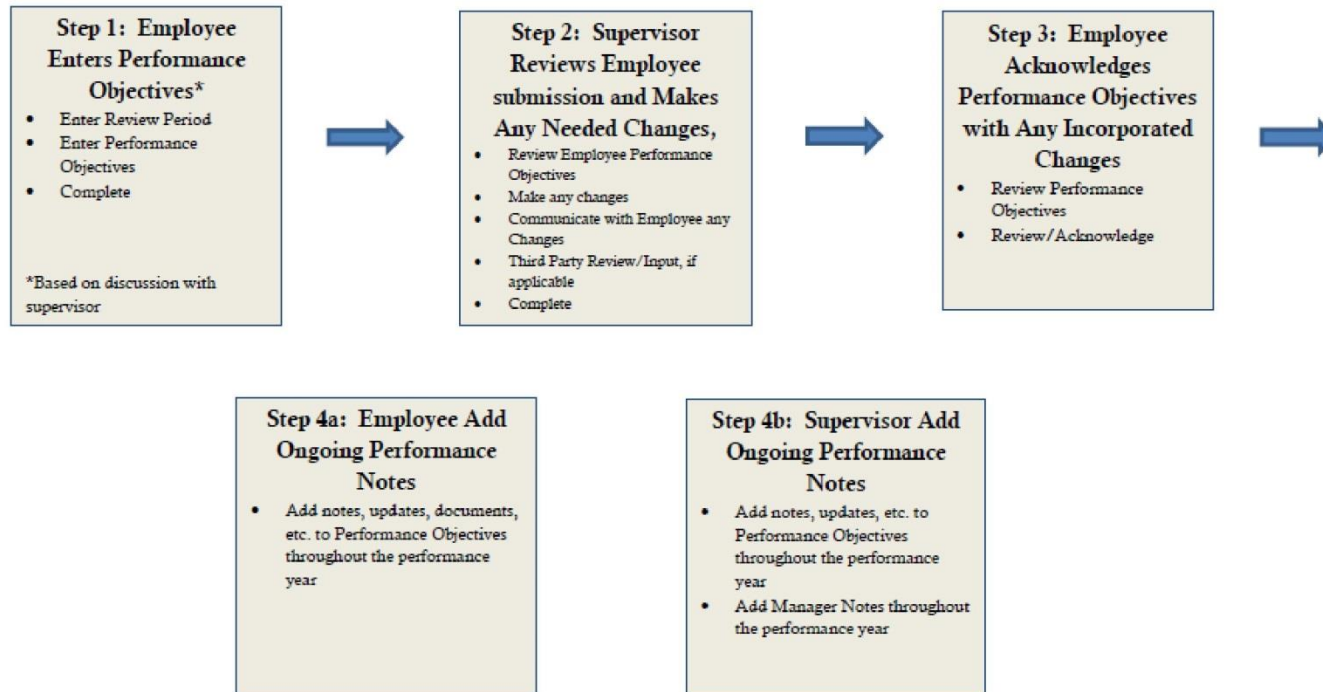 Step 1: Employee
Enters Performance
Objectives*
• Enter Review Period
• Enter Performance
Objectives
• Complete
*Based on discussion with
supervisor
Step 2: Supervisor
Reviews Employee
submission and Makes
Any Needed Changes,
• Review Employee Performance
Objectives
• Make any changes
• Communicate with Employee any
Changes
• Third Party Review/Input, if
applicable
• Complete
Step 3: Employee
Acknowledges
Performance Objectives
with Any Incorporated
Changes
• Review Performance
Objectives
• Review/Acknowledge
Step 4a: Employee Add
Ongoing Performance
Notes
• Add notes, updates, documents,
etc. to Performance Objectives
throughout the performance
year
Step 4b: Supervisor Add
Ongoing Performance
Notes
• Add notes, updates, etc. to
Performance Objectives
throughout the performance
year
• Add Manager Notes throughout
the performance year